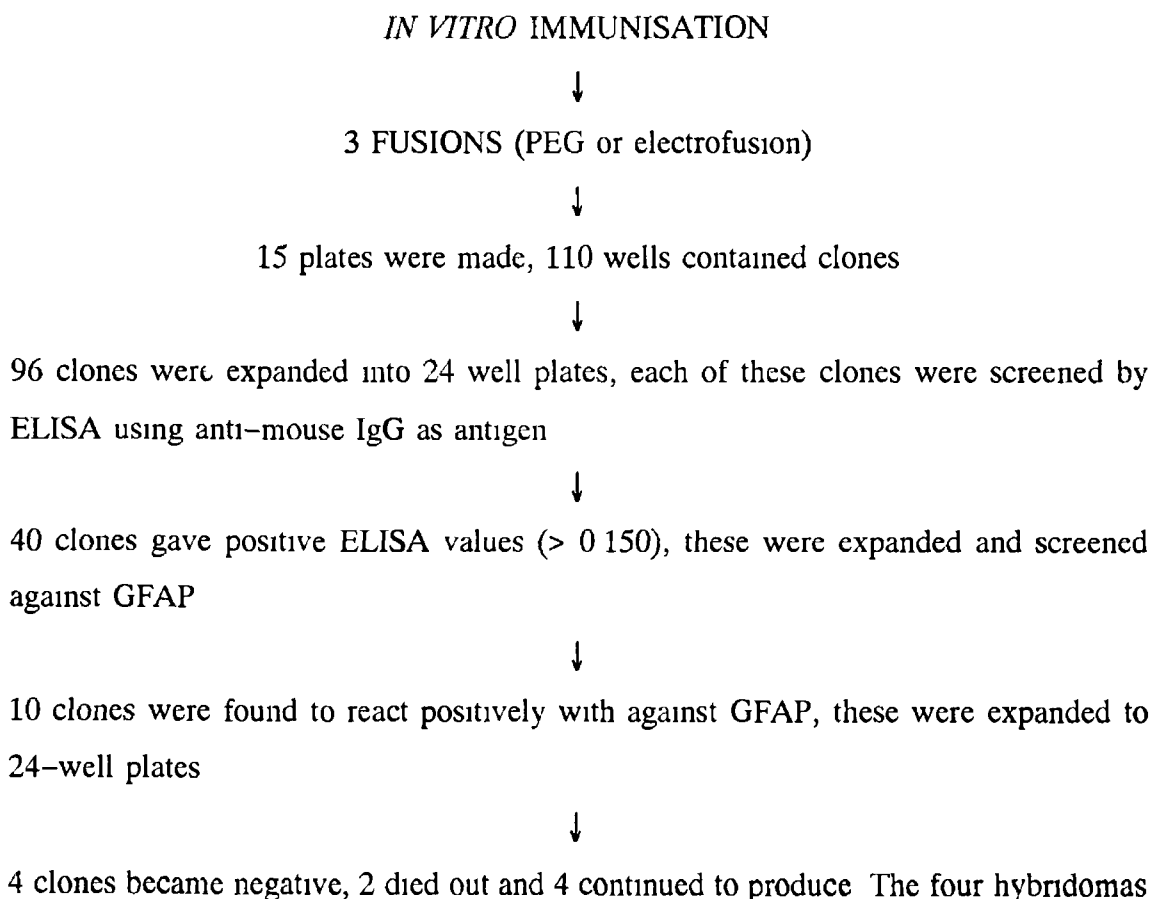 IN VITRO IMMUNISATION
↓
3 FUSIONS (PEG or electrofusion)
↓
15 plates were made, 110 wells contained clones
↓
96 clones were expanded into 24 well plates, each of these clones were screened by
ELISA using anti-mouse IgG as antigen
↓
40 clones gave positive ELISA values (> 0 150), these were expanded and screened
against GFAP
↓
10 clones were found to react positively with against GFAP, these were expanded to
24-well plates
↓
4 clones became negative, 2 died out and 4 continued to produce The four hybridomas